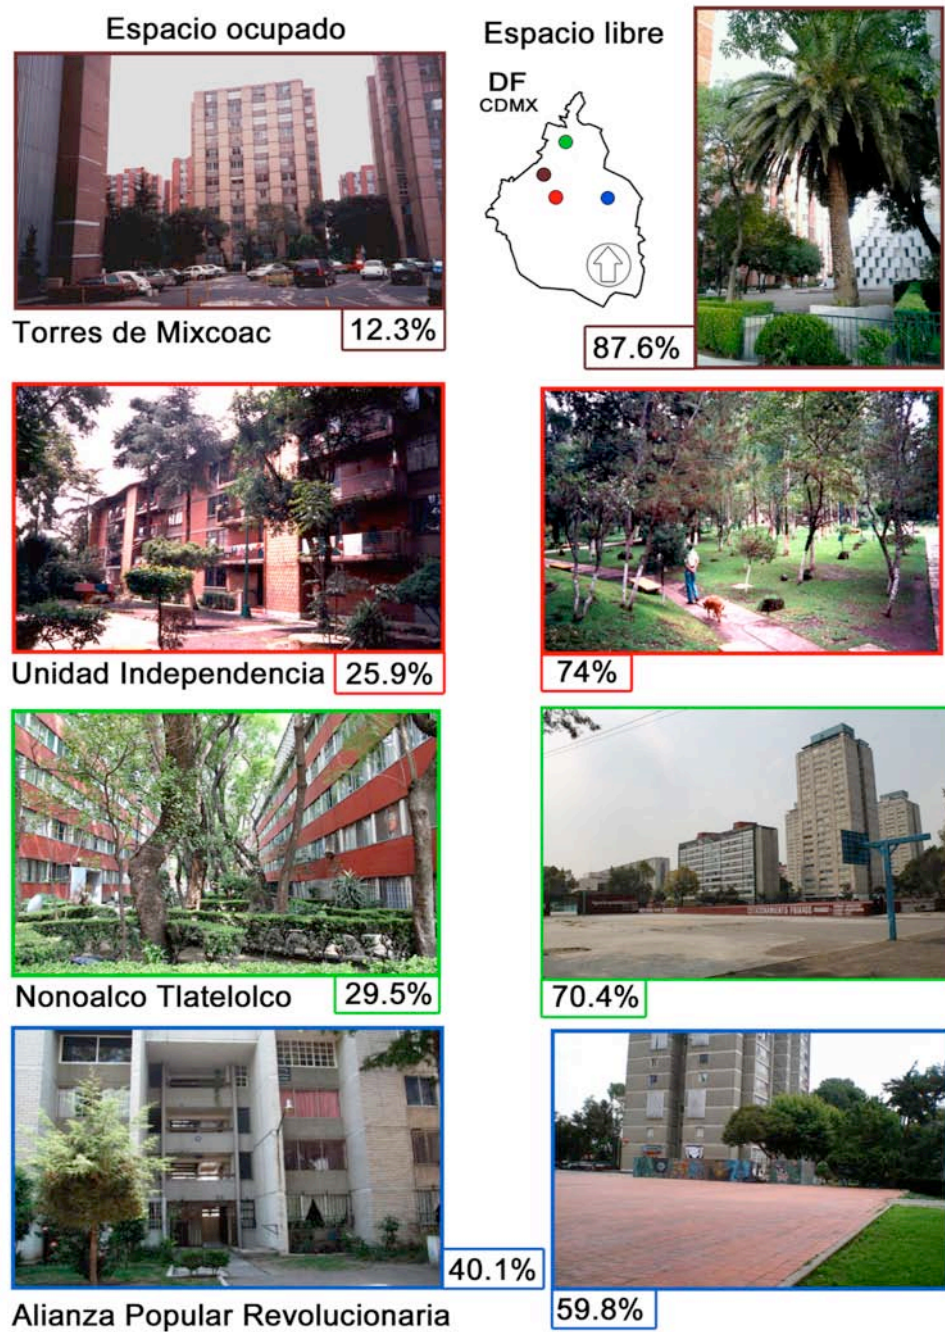 Espacio ocupado
Espacio libre
DF
CDMX
Torres de Mixcoac
12.3%
87.6%
Unidad Independencia
25.9%
74%
Nonoalco Tlatelolco
29.5%
70.4%
Alianza Popular Revolucionaria
40.1%
59.8%